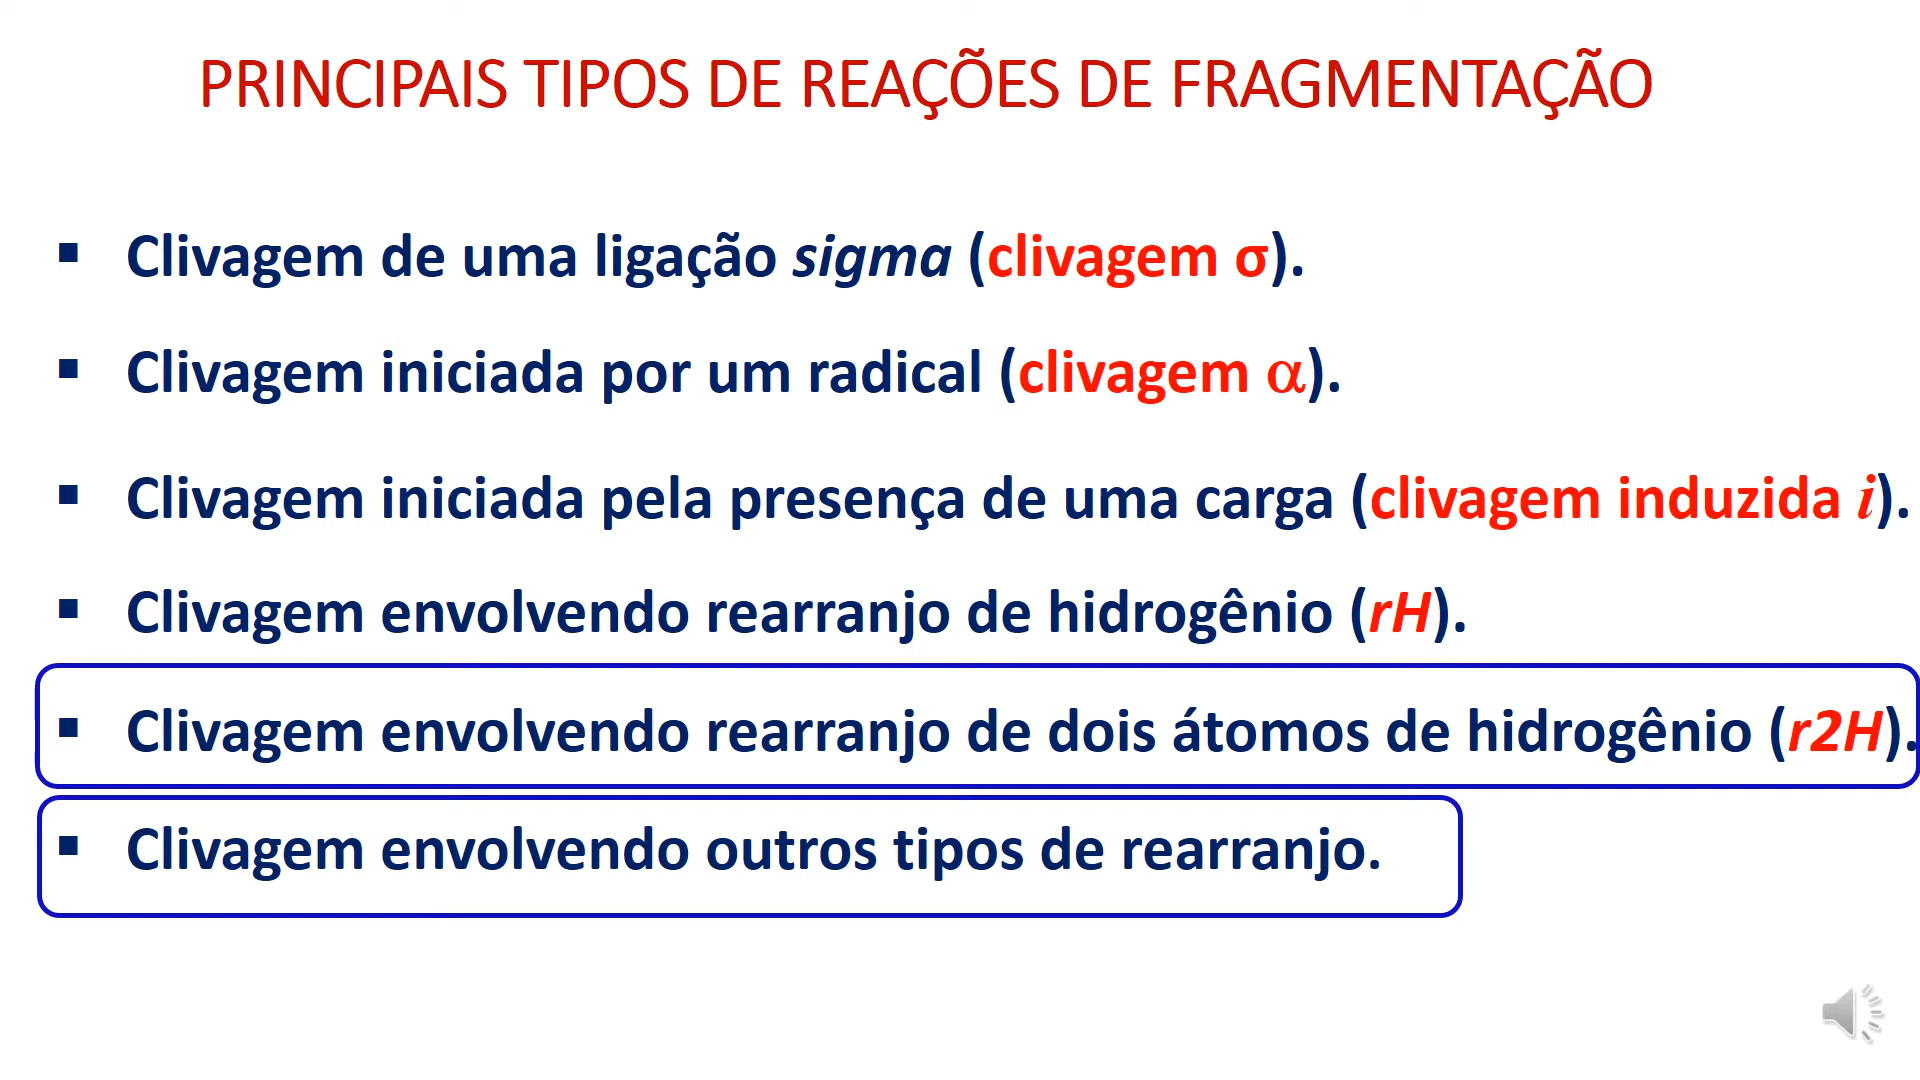 PRINCIPAIS TIPOS DE REAÇÕES DE FRAGMENTAÇÃO
▪ Clivagem de uma ligação sigma (clivagem σ).
▪ Clivagem iniciada por um radical (clivagem α).
▪ Clivagem iniciada pela presença de uma carga (clivagem induzida i).
▪ Clivagem envolvendo rearranjo de hidrogênio (rH).
▪ Clivagem envolvendo rearranjo de dois átomos de hidrogênio (r2H).
▪ Clivagem envolvendo outros tipos de rearranjo.